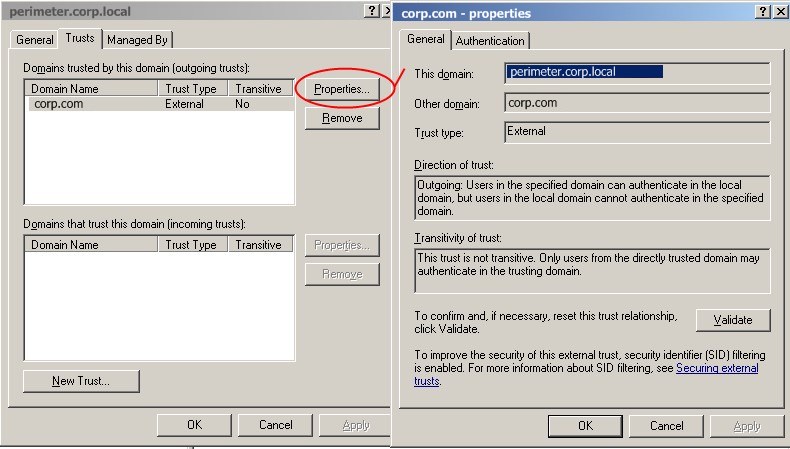 perimeter.corp.local
General Trusts Managed By
Domains trusted by this domain (outgoing trusts):
Domain Name Trust Type Transitive
corp.com External No
Properties...
Remove
Domains that trust this domain (incoming trusts):
Domain Name Trust Type Transitive
Properties...
Remove
New Trust...
OK Cancel Apply
corp.com - properties
General Authentication
This domain: perimeter.corp.local
Other domain: corp.com
Trust type: External
Direction of trust:
Outgoing: Users in the specified domain can authenticate in the local
domain, but users in the local domain cannot authenticate in the specified
domain.
Transitivity of trust:
This trust is not transitive. Only users from the directly trusted domain may
authenticate in the trusting domain.
To confirm and, if necessary, reset this trust relationship,
click Validate.
Validate
To improve the security of this external trust, security identifier (SID) filtering
is enabled. For more information about SID filtering, see Securing external
trusts.
OK Cancel Apply